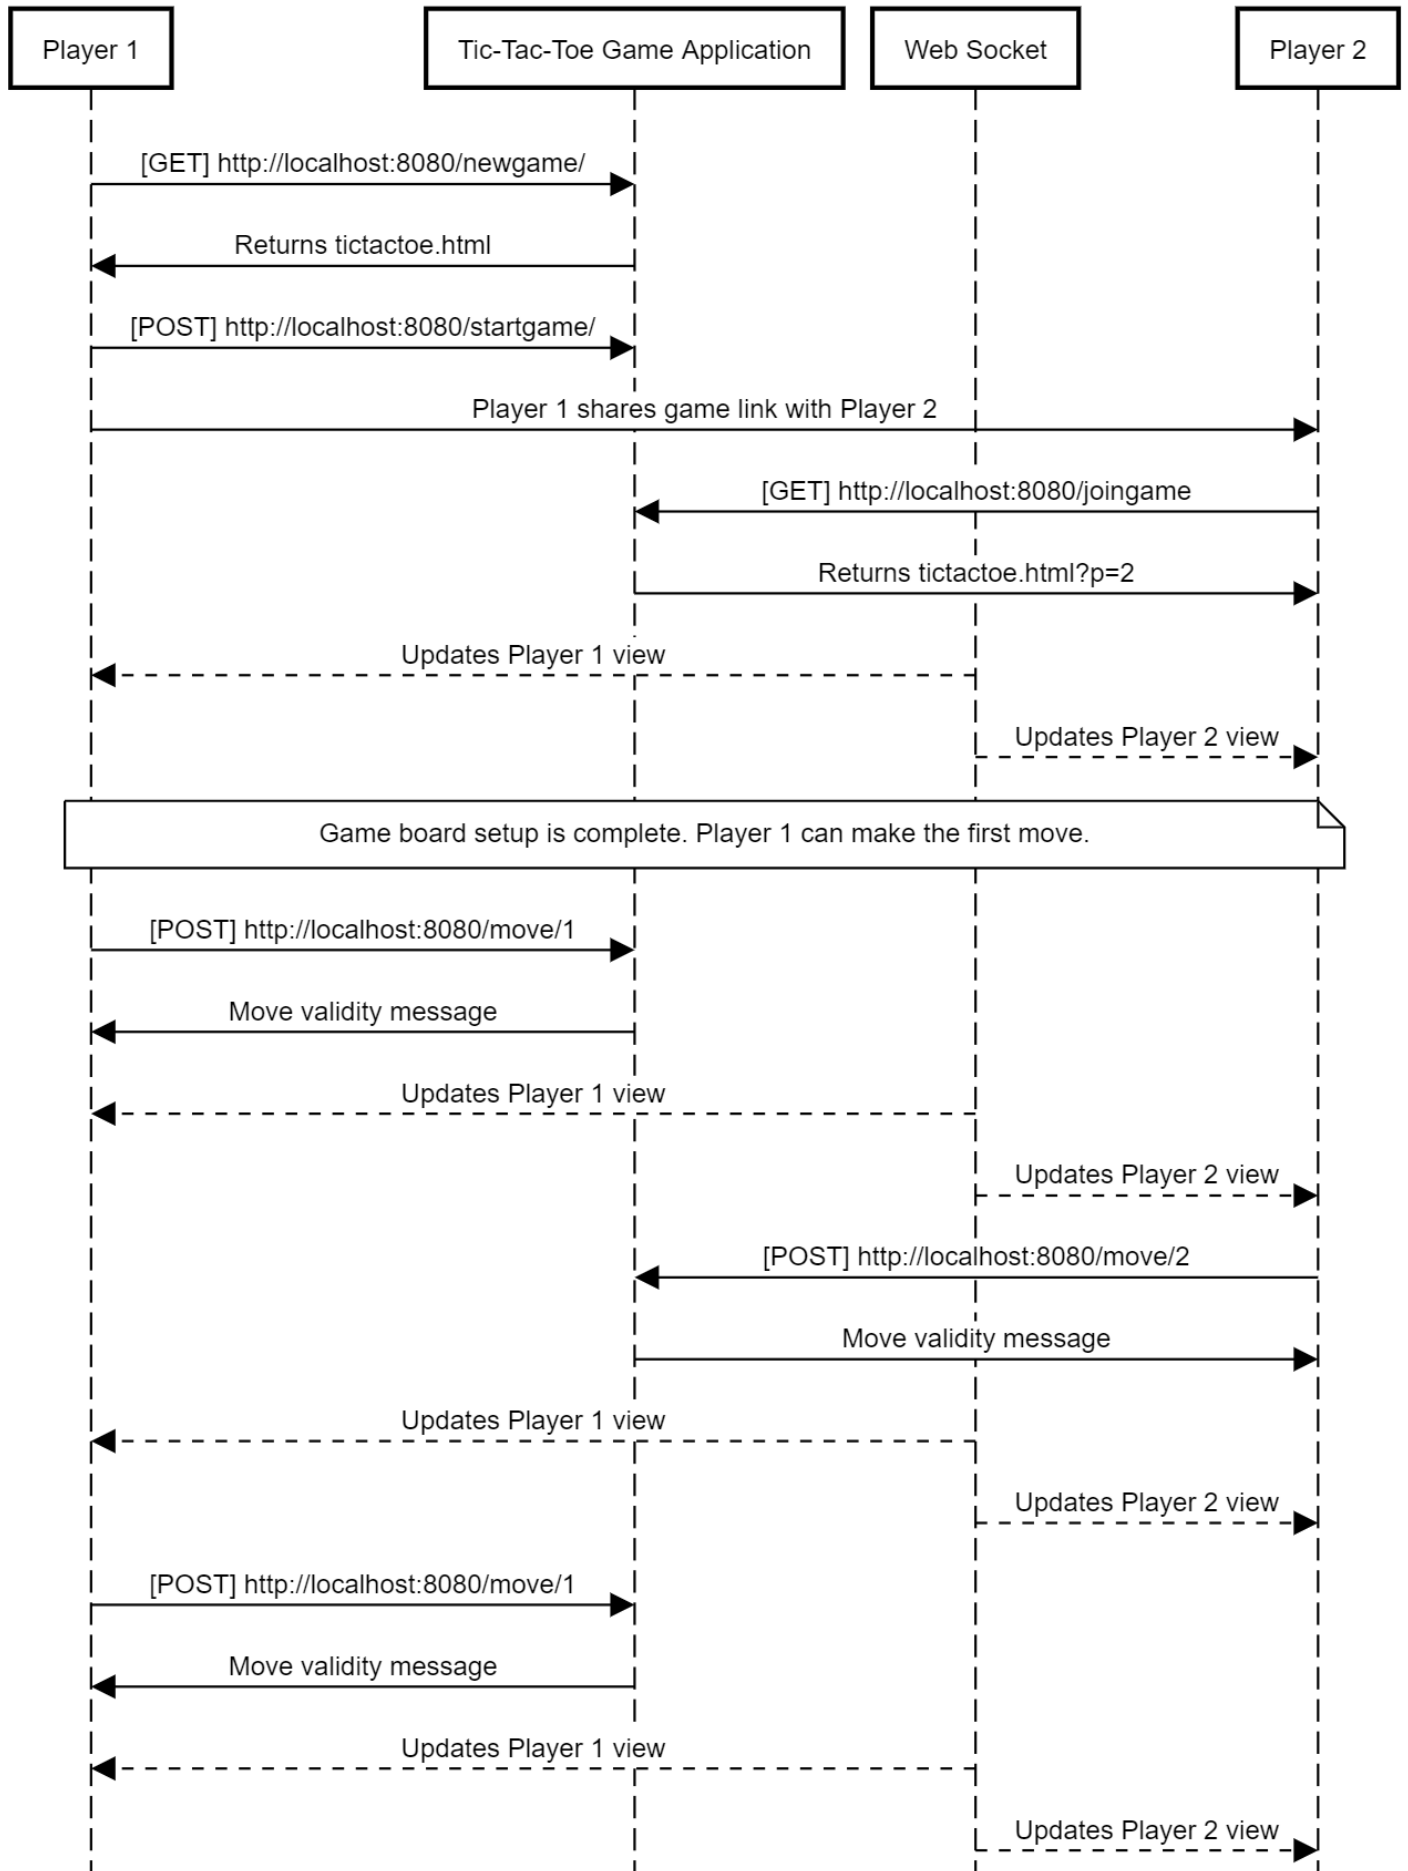 Player 1
Tic-Tac-Toe Game Application
Web Socket
Player 2
[GET] http://localhost:8080/newgame/
Returns tictactoe.html
[POST] http://localhost:8080/startgame/
Player 1 shares game link with Player 2
[GET] http://localhost:8080/joingame
Returns tictactoe.html?p=2
Updates Player 1 view
Updates Player 2 view
Game board setup is complete. Player 1 can make the first move.
[POST] http://localhost:8080/move/1
Move validity message
Updates Player 1 view
Updates Player 2 view
[POST] http://localhost:8080/move/2
Move validity message
Updates Player 1 view
Updates Player 2 view
[POST] http://localhost:8080/move/1
Move validity message
Updates Player 1 view
Updates Player 2 view